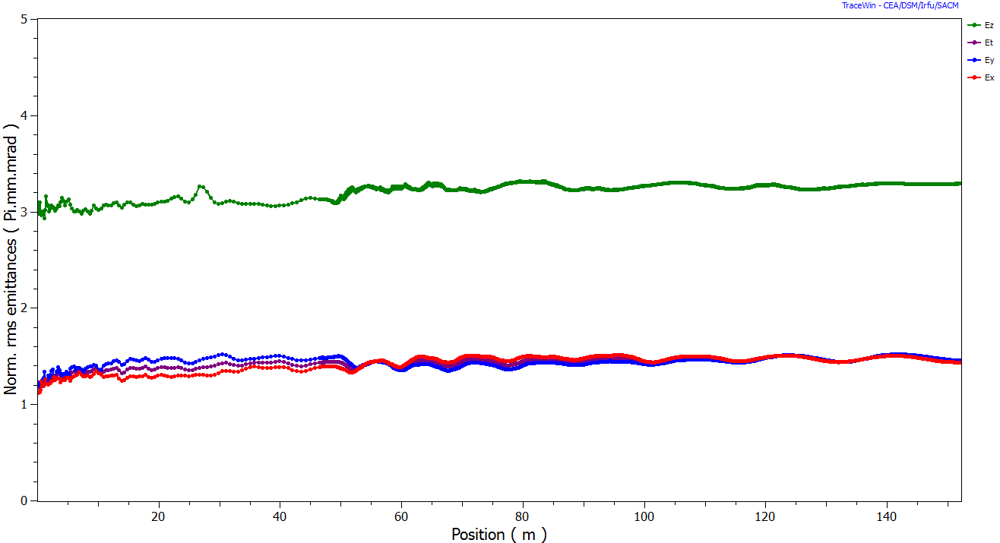 TraceWin - CEA/DSM/Irfu/SACM
Ez
Et
Ey
Ex
Norm. rms emittances ( Pi.mm.mrad )
5
4
3
2
1
0
20 40 60 80 100 120 140
Position ( m )